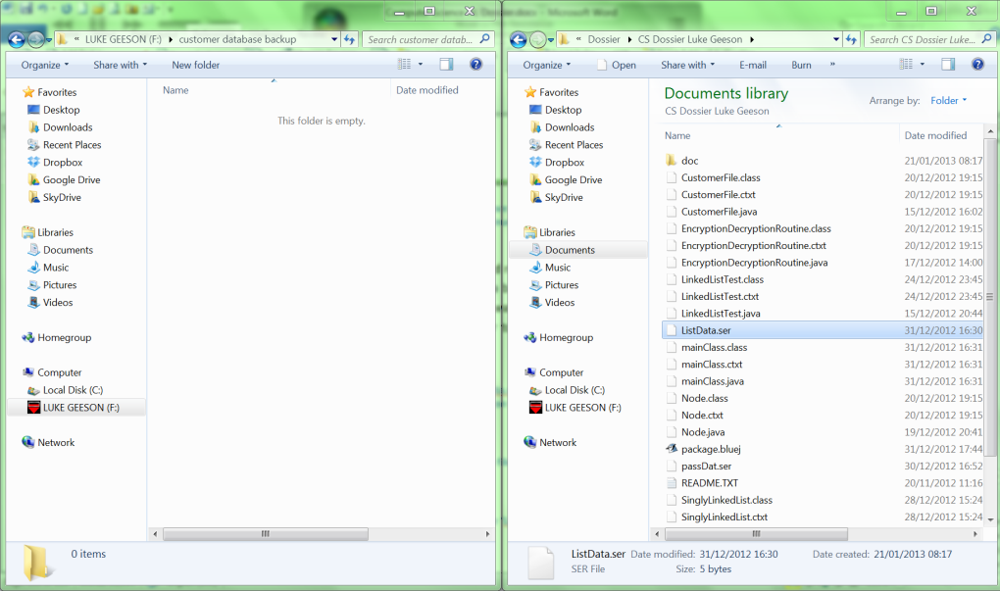 « LUKE GEESON (F:) ▸ customer database backup
Search customer datab...
Organize Share with New folder
Name Date modified
This folder is empty.
Favorites
Desktop
Downloads
Recent Places
Dropbox
Google Drive
SkyDrive
Libraries
Documents
Music
Pictures
Videos
Homegroup
Computer
Local Disk (C:)
LUKE GEESON (F:)
Network
0 items
« Dossier ▸ CS Dossier Luke Geeson ▸
Search CS Dossier Luke...
Organize Open Share with E-mail Burn »
Favorites
Desktop
Downloads
Recent Places
Dropbox
Google Drive
SkyDrive
Libraries
Documents
Music
Pictures
Videos
Homegroup
Computer
Local Disk (C:)
LUKE GEESON (F:)
Network
Documents library
CS Dossier Luke Geeson
Arrange by: Folder
Name Date modified
doc 21/01/2013 08:17
CustomerFile.class 20/12/2012 19:15
CustomerFile.ctxt 20/12/2012 19:15
CustomerFile.java 15/12/2012 16:02
EncryptionDecryptionRoutine.class 20/12/2012 19:15
EncryptionDecryptionRoutine.ctxt 20/12/2012 19:15
EncryptionDecryptionRoutine.java 17/12/2012 14:00
LinkedListTest.class 24/12/2012 23:45
LinkedListTest.ctxt 24/12/2012 23:45
LinkedListTest.java 15/12/2012 20:44
ListData.ser 31/12/2012 16:30
mainClass.class 31/12/2012 16:31
mainClass.ctxt 31/12/2012 16:31
mainClass.java 31/12/2012 16:31
Node.class 20/12/2012 19:15
Node.ctxt 20/12/2012 19:15
Node.java 19/12/2012 20:41
package.bluej 31/12/2012 17:44
passDat.ser 30/12/2012 16:52
README.TXT 20/11/2012 11:16
SinglyLinkedList.class 28/12/2012 15:24
SinglyLinkedList.ctxt 28/12/2012 15:24
ListData.ser Date modified: 31/12/2012 16:30 Date created: 21/01/2013 08:17
SER File Size: 5 bytes